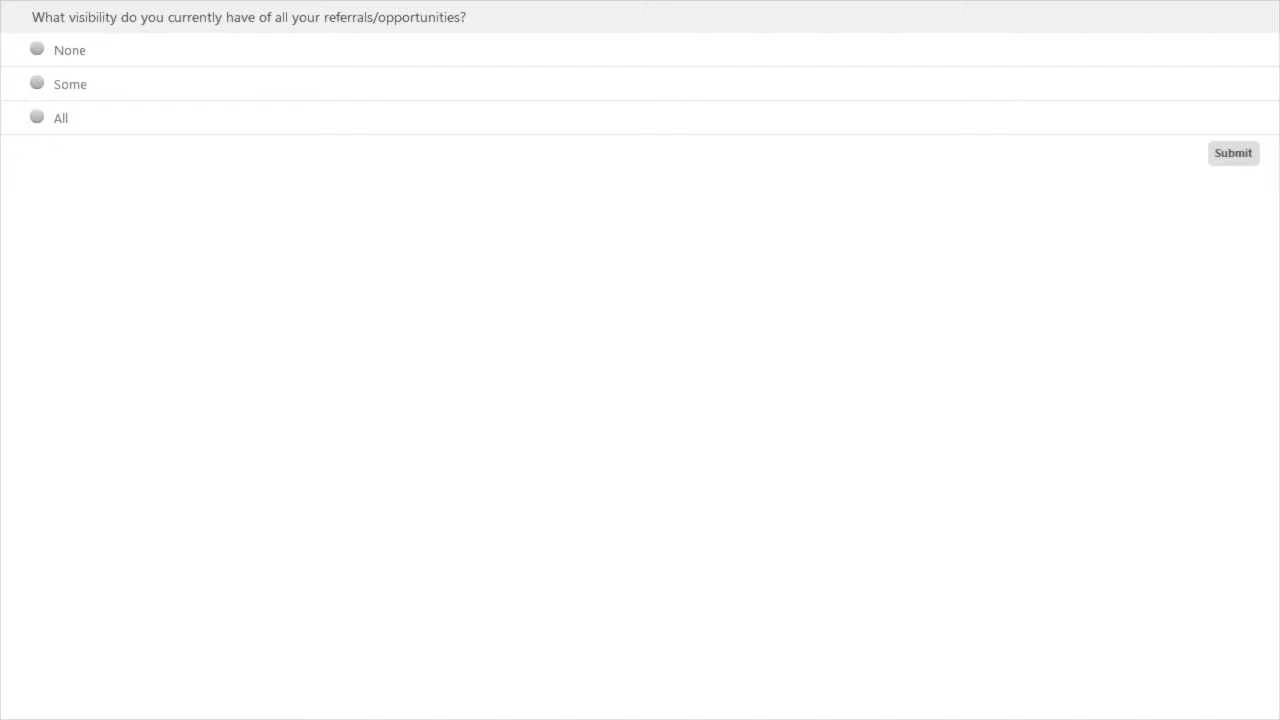 What visibility do you currently have of all your referrals/opportunities?
None
Some
All
Submit